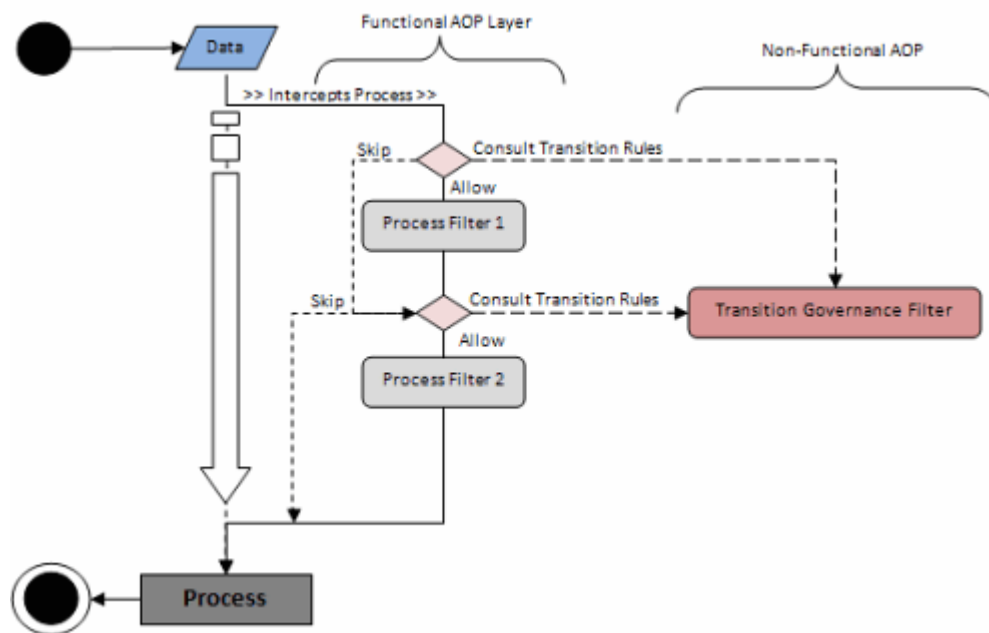 Functional AOP Layer
Data
Non-Functional AOP
>> Intercepts Process >>
Skip
Consult Transition Rules
Allow
Process Filter 1
Skip
Consult Transition Rules
Transition Governance Filter
Allow
Process Filter 2
Process